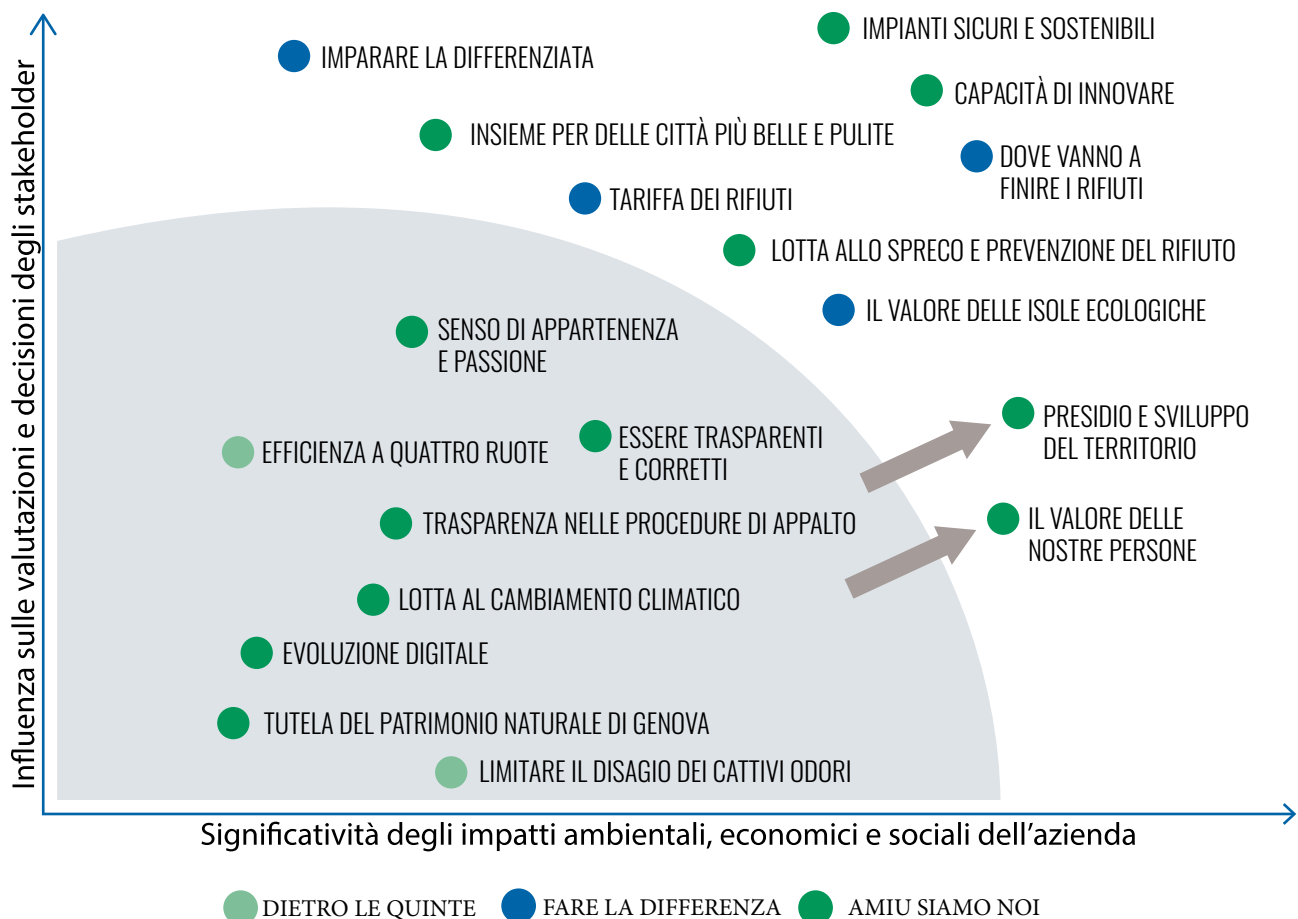 Influenza sulle valutazioni e decisioni degli stakeholder
IMPIANTI SICURI E SOSTENIBILI
IMPARARE LA DIFFERENZIATA
CAPACITÀ DI INNOVARE
INSIEME PER DELLE CITTÀ PIÙ BELLE E PULITE
DOVE VANNO A
FINIRE I RIFIUTI
TARIFFA DEI RIFIUTI
LOTTA ALLO SPRECO E PREVENZIONE DEL RIFIUTO
IL VALORE DELLE ISOLE ECOLOGICHE
SENSO DI APPARTENENZA
E PASSIONE
PRESIDIO E SVILUPPO
DEL TERRITORIO
ESSERE TRASPARENTI
E CORRETTI
EFFICIENZA A QUATTRO RUOTE
TRASPARENZA NELLE PROCEDURE DI APPALTO
IL VALORE DELLE
NOSTRE PERSONE
LOTTA AL CAMBIAMENTO CLIMATICO
EVOLUZIONE DIGITALE
TUTELA DEL PATRIMONIO NATURALE DI GENOVA
LIMITARE IL DISAGIO DEI CATTIVI ODORI
Significatività degli impatti ambientali, economici e sociali dell'azienda
DIETRO LE QUINTE
FARE LA DIFFERENZA
AMIU SIAMO NOI